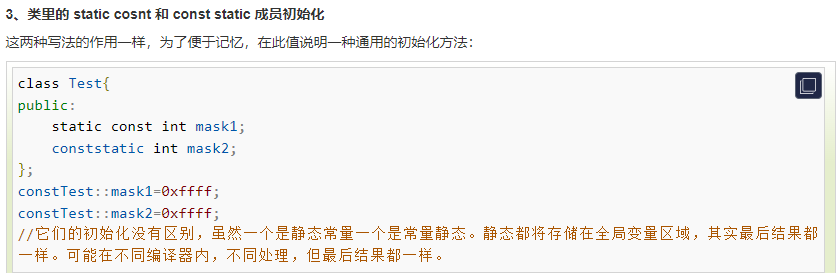 3、类里的 static cosnt 和 const static 成员初始化
这两种写法的作用一样，为了便于记忆，在此值说明一种通用的初始化方法：
class Test{
public:
    static const int mask1;
    conststatic int mask2;
};
constTest::mask1=0xffff;
constTest::mask2=0xffff;
//它们的初始化没有区别，虽然一个是静态常量一个是常量静态。静态都将存储在全局变量区域，其实最后结果都
一样。可能在不同编译器内，不同处理，但最后结果都一样。